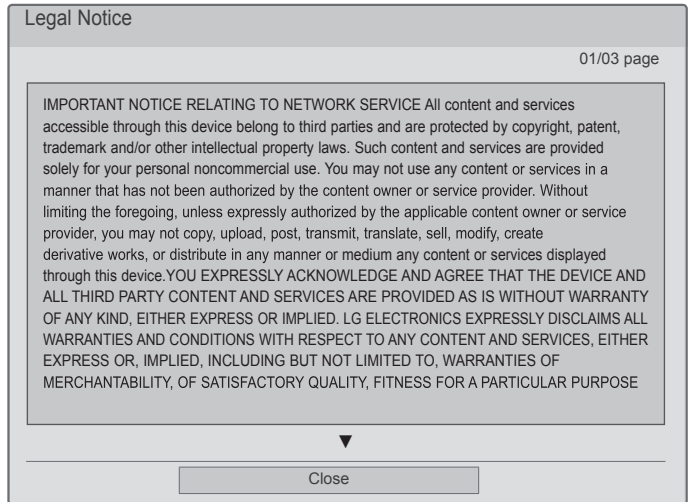 Legal Notice
01/03 page
IMPORTANT NOTICE RELATING TO NETWORK SERVICE All content and services
accessible through this device belong to third parties and are protected by copyright, patent,
trademark and/or other intellectual property laws. Such content and services are provided
solely for your personal noncommercial use. You may not use any content or services in a
manner that has not been authorized by the content owner or service provider. Without
limiting the foregoing, unless expressly authorized by the applicable content owner or service
provider, you may not copy, upload, post, transmit, translate, sell, modify, create
derivative works, or distribute in any manner or medium any content or services displayed
through this device.YOU EXPRESSLY ACKNOWLEDGE AND AGREE THAT THE DEVICE AND
ALL THIRD PARTY CONTENT AND SERVICES ARE PROVIDED AS IS WITHOUT WARRANTY
OF ANY KIND, EITHER EXPRESS OR IMPLIED. LG ELECTRONICS EXPRESSLY DISCLAIMS ALL
WARRANTIES AND CONDITIONS WITH RESPECT TO ANY CONTENT AND SERVICES, EITHER
EXPRESS OR, IMPLIED, INCLUDING BUT NOT LIMITED TO, WARRANTIES OF
MERCHANTABILITY, OF SATISFACTORY QUALITY, FITNESS FOR A PARTICULAR PURPOSE
▼
Close